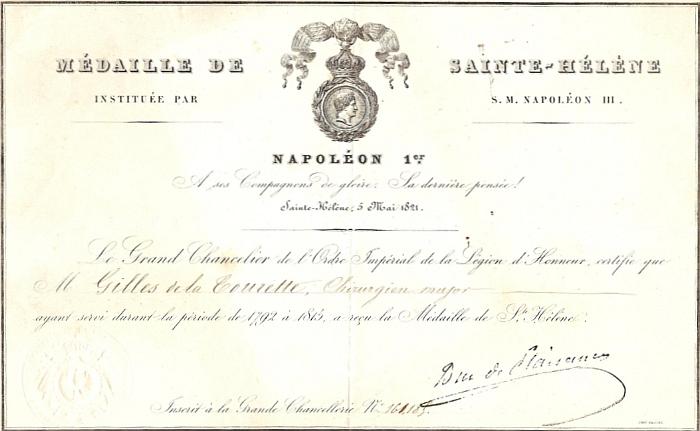 MÉDAILLE DE SAINTE-HÉLÈNE
INSTITUÉE PAR S. M. NAPOLÉON III.
NAPOLÉON 1er
A ses Compagnons de gloire, Sa dernière pensée!
Sainte-Hélène, 5 Mai 1821.
Le Grand Chancelier de l'Ordre Impérial de la Légion d'Honneur, certifie que
M Gilles de la Tourette, Chirurgien major
ayant servi durant la période de 1792 à 1815, a reçu la Médaille de Ste Hélène.
Duc de Plaisance
Inscrit à la Grande Chancellerie No